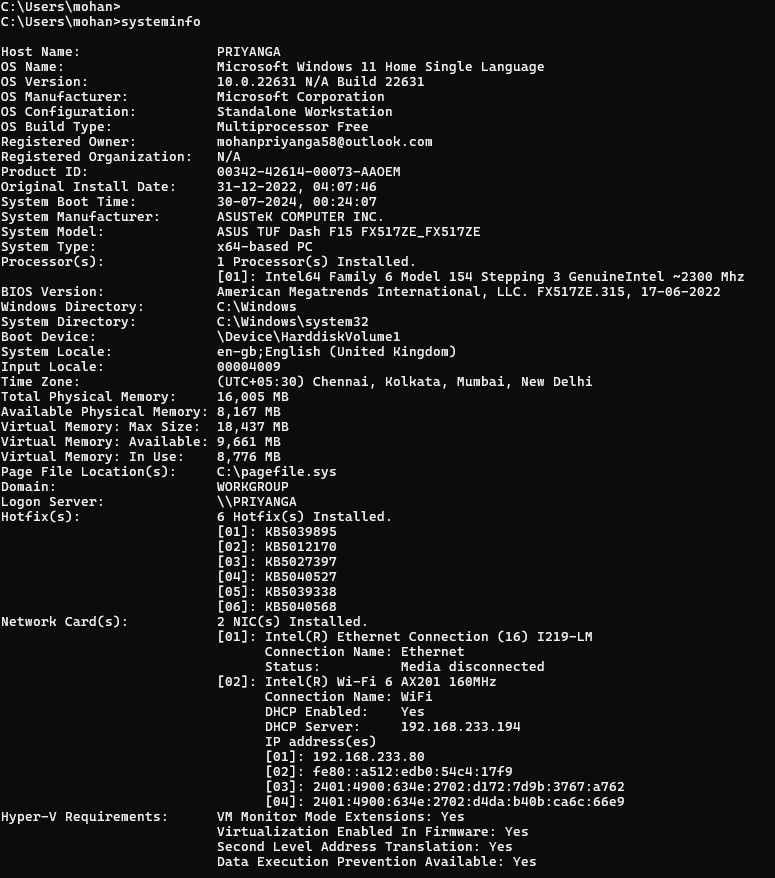 C:\Users\mohan>
C:\Users\mohan>systeminfo
Host Name:                 PRIYANGA
OS Name:                   Microsoft Windows 11 Home Single Language
OS Version:                10.0.22631 N/A Build 22631
OS Manufacturer:           Microsoft Corporation
OS Configuration:          Standalone Workstation
OS Build Type:             Multiprocessor Free
Registered Owner:          mohanpriyanga58@outlook.com
Registered Organization:   N/A
Product ID:                00342-42614-00073-AAOEM
Original Install Date:     31-12-2022, 04:07:46
System Boot Time:          30-07-2024, 00:24:07
System Manufacturer:       ASUSTeK COMPUTER INC.
System Model:              ASUS TUF Dash F15 FX517ZE_FX517ZE
System Type:               x64-based PC
Processor(s):              1 Processor(s) Installed.
                           [01]: Intel64 Family 6 Model 154 Stepping 3 GenuineIntel ~2300 Mhz
BIOS Version:              American Megatrends International, LLC. FX517ZE.315, 17-06-2022
Windows Directory:         C:\Windows
System Directory:          C:\Windows\system32
Boot Device:               \Device\HarddiskVolume1
System Locale:             en-gb;English (United Kingdom)
Input Locale:              00004009
Time Zone:                 (UTC+05:30) Chennai, Kolkata, Mumbai, New Delhi
Total Physical Memory:     16,005 MB
Available Physical Memory: 8,167 MB
Virtual Memory: Max Size:  18,437 MB
Virtual Memory: Available: 9,661 MB
Virtual Memory: In Use:    8,776 MB
Page File Location(s):     C:\pagefile.sys
Domain:                    WORKGROUP
Logon Server:              \\PRIYANGA
Hotfix(s):                 6 Hotfix(s) Installed.
                           [01]: KB5039895
                           [02]: KB5012170
                           [03]: KB5027397
                           [04]: KB5040527
                           [05]: KB5039338
                           [06]: KB5040568
Network Card(s):           2 NIC(s) Installed.
                           [01]: Intel(R) Ethernet Connection (16) I219-LM
                                 Connection Name: Ethernet
                                 Status:          Media disconnected
                           [02]: Intel(R) Wi-Fi 6 AX201 160MHz
                                 Connection Name: WiFi
                                 DHCP Enabled:    Yes
                                 DHCP Server:     192.168.233.194
                                 IP address(es)
                                 [01]: 192.168.233.80
                                 [02]: fe80::a512:edb0:54c4:17f9
                                 [03]: 2401:4900:634e:2702:d172:7d9b:3767:a762
                                 [04]: 2401:4900:634e:2702:d4da:b40b:ca6c:66e9
Hyper-V Requirements:      VM Monitor Mode Extensions: Yes
                           Virtualization Enabled In Firmware: Yes
                           Second Level Address Translation: Yes
                           Data Execution Prevention Available: Yes